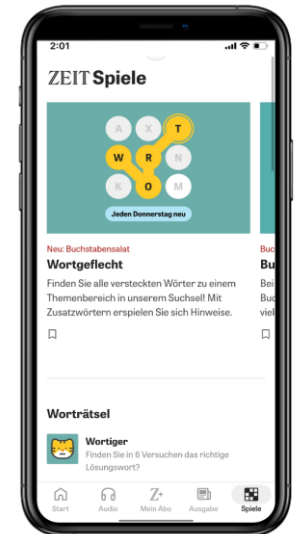 2:01
ZEIT Spiele
A X T
W R N
K O M
Jeden Donnerstag neu
Neu: Buchstabensalat
Wortgeflecht
Finden Sie alle versteckten Wörter zu einem
Themenbereich in unserem Suchsel! Mit
Zusatzwörtern erspielen Sie sich Hinweise.
Buc
Bu
Bei
Buc
viel
Worträtsel
Wortiger
Finden Sie in 6 Versuchen das richtige
Lösungswort?
Start Audio Z+ Mein Abo Ausgabe Spiele